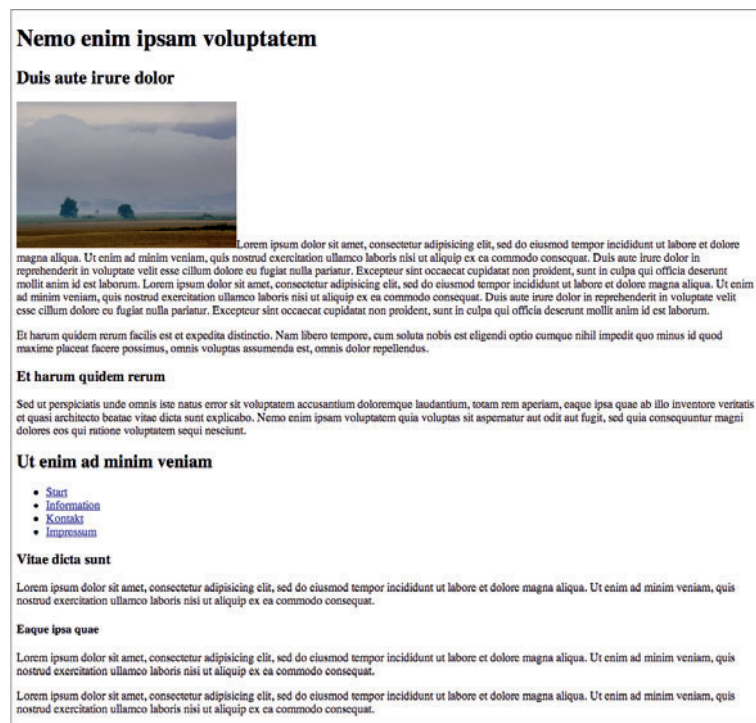 Nemo enim ipsam voluptatem
Duis aute irure dolor
Lorem ipsum dolor sit amet, consectetur adipisicing elit, sed do eiusmod tempor incididunt ut labore et dolore
magna aliqua. Ut enim ad minim veniam, quis nostrud exercitation ullamco laboris nisi ut aliquip ex ea commodo consequat. Duis aute irure dolor in
reprehenderit in voluptate velit esse cillum dolore eu fugiat nulla pariatur. Excepteur sint occaecat cupidatat non proident, sunt in culpa qui officia deserunt
mollit anim id est laborum. Lorem ipsum dolor sit amet, consectetur adipisicing elit, sed do eiusmod tempor incididunt ut labore et dolore magna aliqua. Ut enim
ad minim veniam, quis nostrud exercitation ullamco laboris nisi ut aliquip ex ea commodo consequat. Duis aute irure dolor in reprehenderit in voluptate velit
esse cillum dolore eu fugiat nulla pariatur. Excepteur sint occaecat cupidatat non proident, sunt in culpa qui officia deserunt mollit anim id est laborum.
Et harum quidem rerum facilis est et expedita distinctio. Nam libero tempore, cum soluta nobis est eligendi optio cumque nihil impedit quo minus id quod
maxime placeat facere possimus, omnis voluptas assumenda est, omnis dolor repellendus.
Et harum quidem rerum
Sed ut perspiciatis unde omnis iste natus error sit voluptatem accusantium doloremque laudantium, totam rem aperiam, eaque ipsa quae ab illo inventore veritatis
et quasi architecto beatae vitae dicta sunt explicabo. Nemo enim ipsam voluptatem quia voluptas sit aspernatur aut odit aut fugit, sed quia consequuntur magni
dolores eos qui ratione voluptatem sequi nesciunt.
Ut enim ad minim veniam
• Start
• Information
• Kontakt
• Impressum
Vitae dicta sunt
Lorem ipsum dolor sit amet, consectetur adipisicing elit, sed do eiusmod tempor incididunt ut labore et dolore magna aliqua. Ut enim ad minim veniam, quis
nostrud exercitation ullamco laboris nisi ut aliquip ex ea commodo consequat.
Eaque ipsa quae
Lorem ipsum dolor sit amet, consectetur adipisicing elit, sed do eiusmod tempor incididunt ut labore et dolore magna aliqua. Ut enim ad minim veniam, quis
nostrud exercitation ullamco laboris nisi ut aliquip ex ea commodo consequat.
Lorem ipsum dolor sit amet, consectetur adipisicing elit, sed do eiusmod tempor incididunt ut labore et dolore magna aliqua. Ut enim ad minim veniam, quis
nostrud exercitation ullamco laboris nisi ut aliquip ex ea commodo consequat.